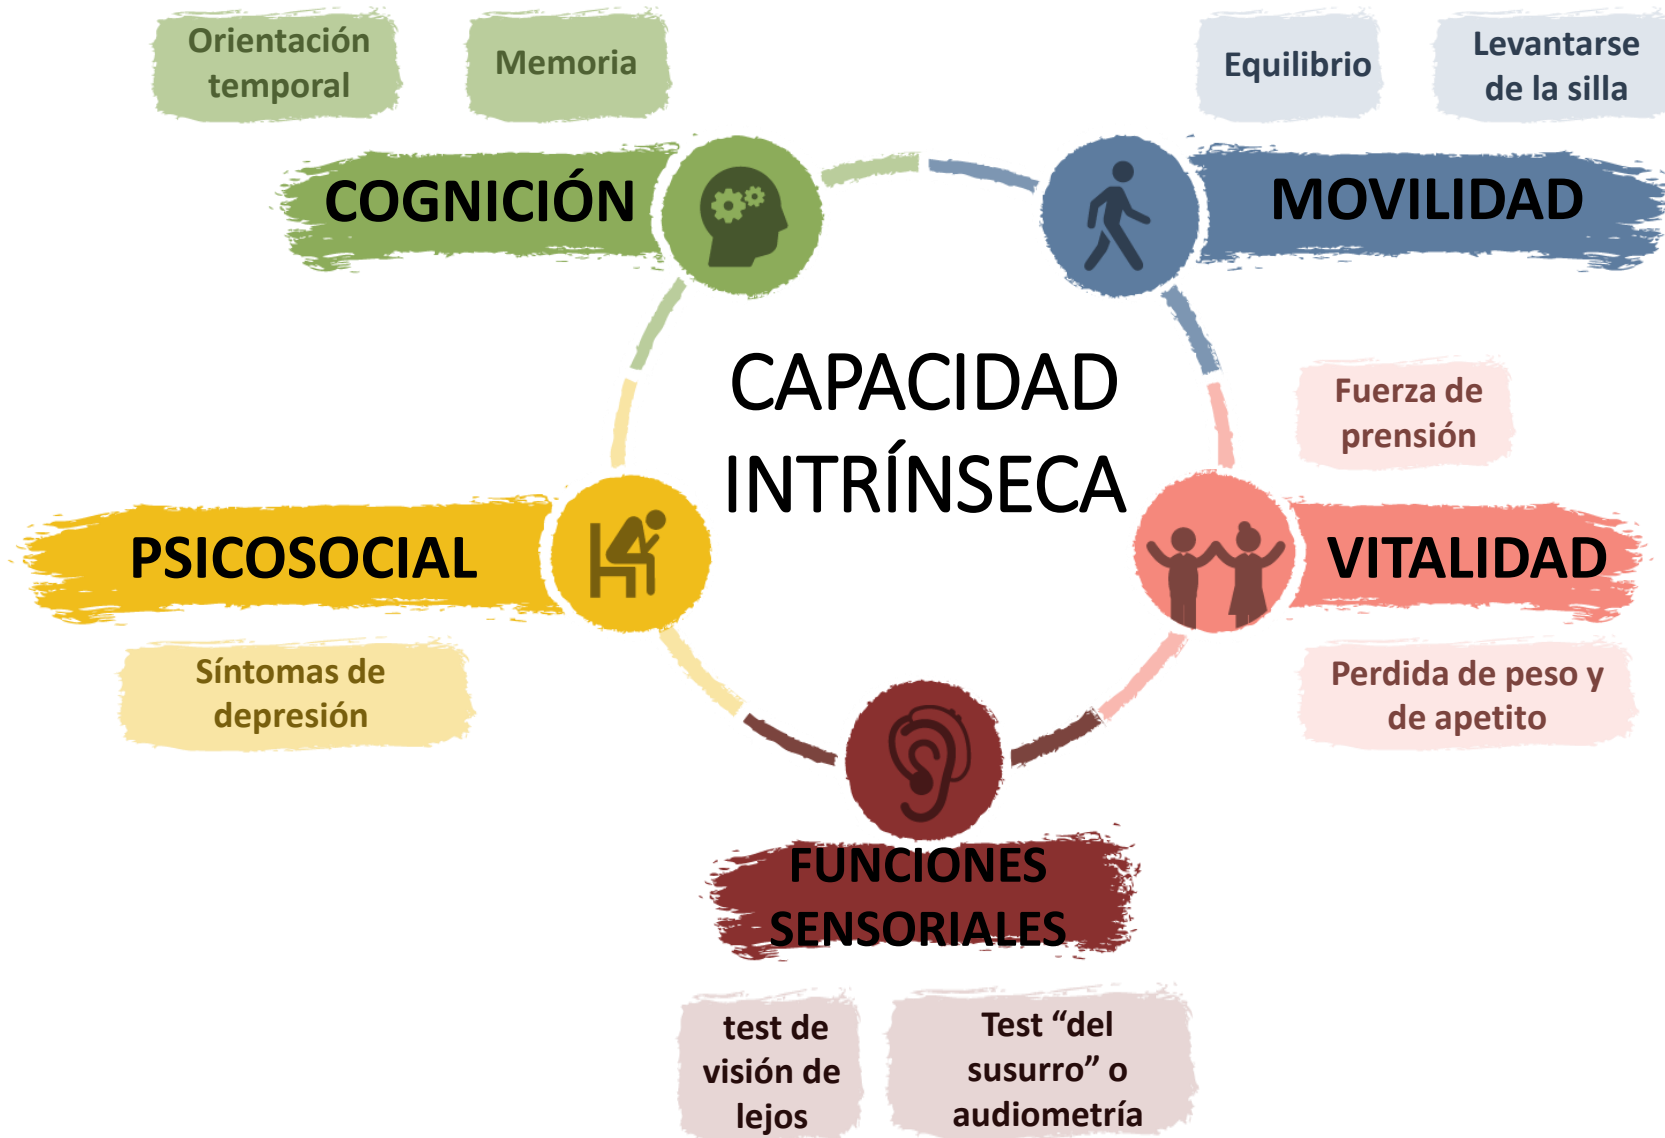 Orientación
temporal
Memoria
Equilibrio
Levantarse
de la silla
COGNICIÓN
MOVILIDAD
CAPACIDAD
INTRÍNSECA
Fuerza de
prensión
PSICOSOCIAL
VITALIDAD
Síntomas de
depresión
Perdida de peso y
de apetito
FUNCIONES
SENSORIALES
test de
visión de
lejos
Test “del
susurro” o
audiometría